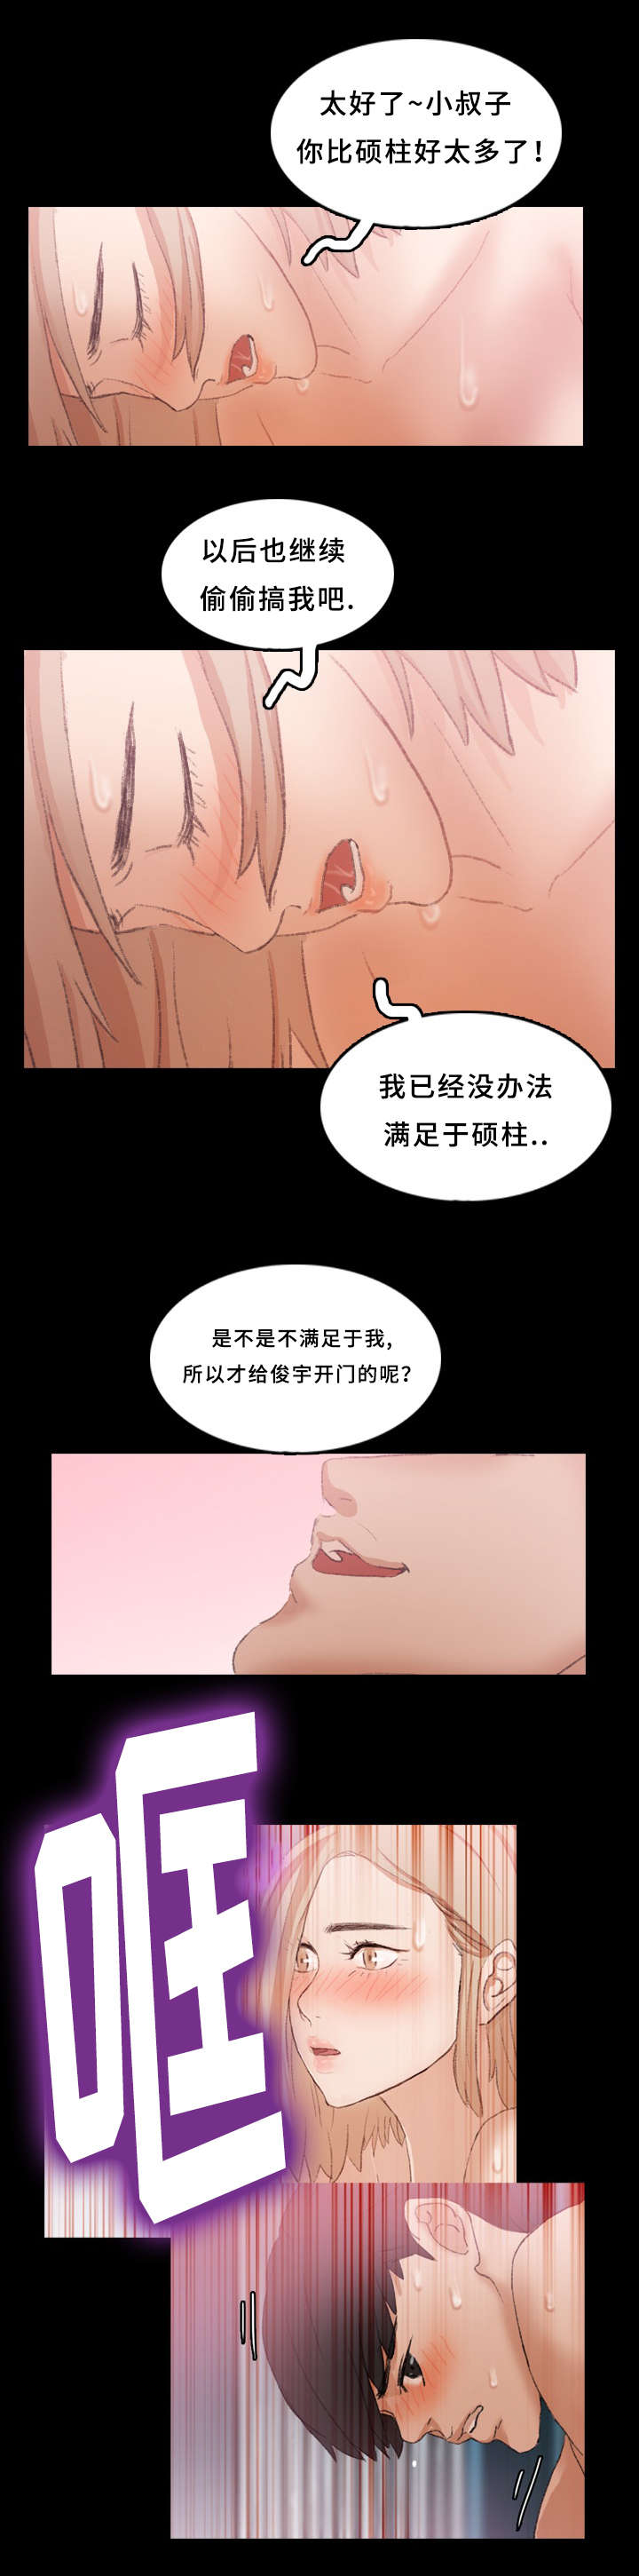 太好了~小叔子
你比硕柱好太多了！
以后也继续
偷偷搞我吧.
我已经没办法
满足于硕柱..
是不是不满足于我,
所以才给俊宇开门的呢?
哐